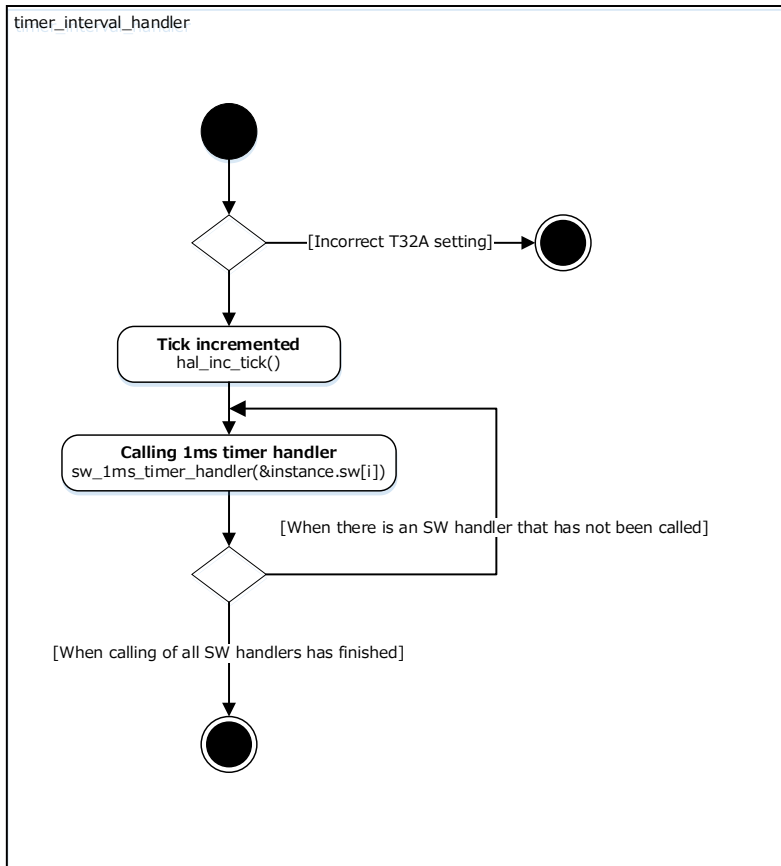 timer_interval_handler
[Incorrect T32A setting]
Tick incremented
hal_inc_tick()
Calling 1ms timer handler
sw_1ms_timer_handler(&instance.sw[i])
[When there is an SW handler that has not been called]
[When calling of all SW handlers has finished]